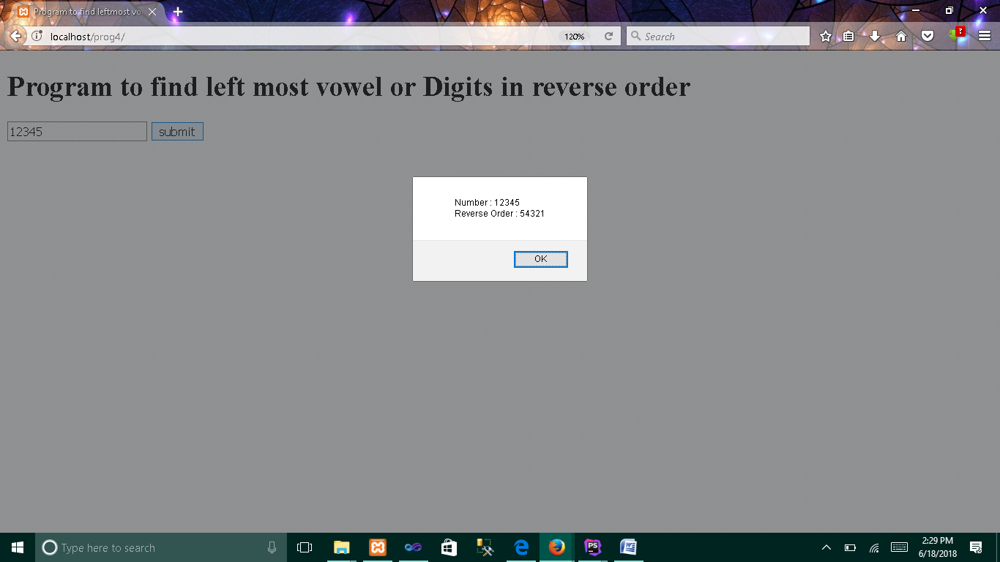 Program to find leftmost vo
localhost/prog4/
120%
Search
?
Program to find left most vowel or Digits in reverse order
12345
submit
Number : 12345
Reverse Order : 54321
OK
Type here to search
PS
2:29 PM
6/18/2018